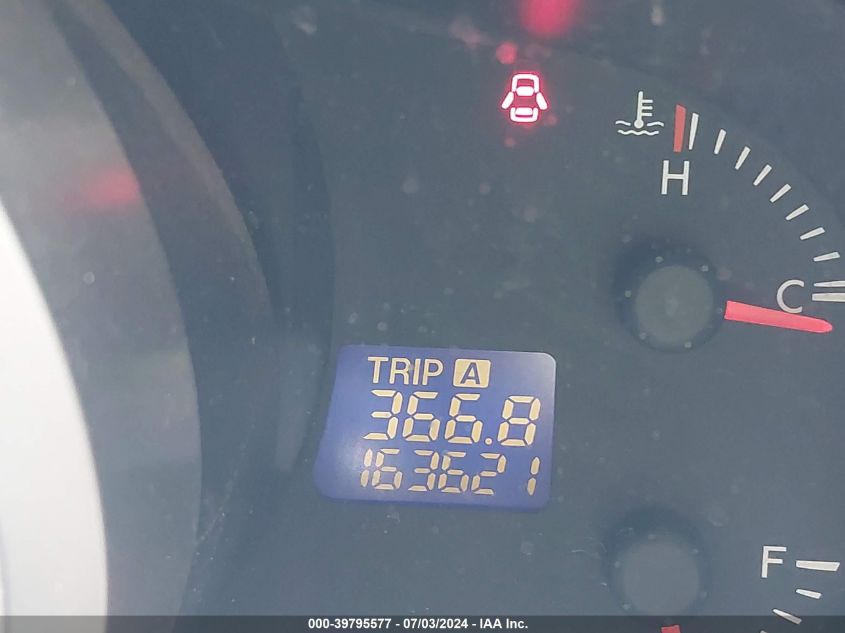 H
C
TRIP A
366.8
163621
F
000-39795577 - 07/03/2024 - IAA Inc.